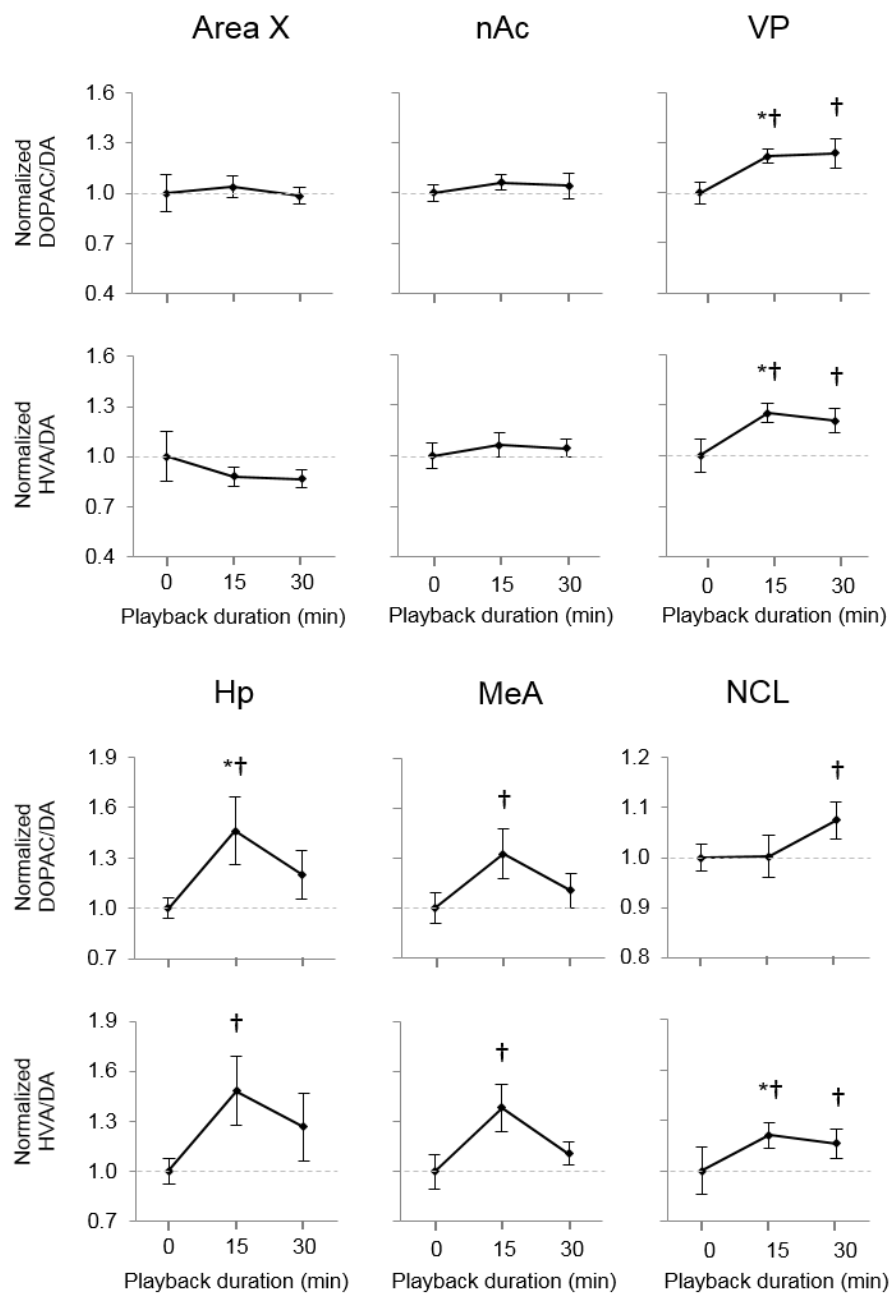 Area X nAc VP
Normalized
DOPAC/DA
1.6
1.3
1.0
0.7
0.4
*† †
Normalized
HVA/DA
1.6
1.3
1.0
0.7
0.4
*† †
0 15 30 0 15 30 0 15 30
Playback duration (min) Playback duration (min) Playback duration (min)
Hp MeA NCL
Normalized
DOPAC/DA
1.9
1.6
1.3
1.0
0.7
*†
†
1.2
1.1
1.0
0.9
0.8
†
Normalized
HVA/DA
1.9
1.6
1.3
1.0
0.7
†
†
*† †
0 15 30 0 15 30 0 15 30
Playback duration (min) Playback duration (min) Playback duration (min)